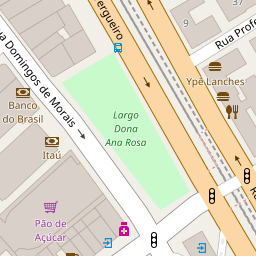 ergueiro
37
9
Rua Profe
a Domingos de Morais
Ypê Lanches
Banco
do Brasil
Largo
Dona
Ana Rosa
Itaú
Pão de
Açúcar
Ra